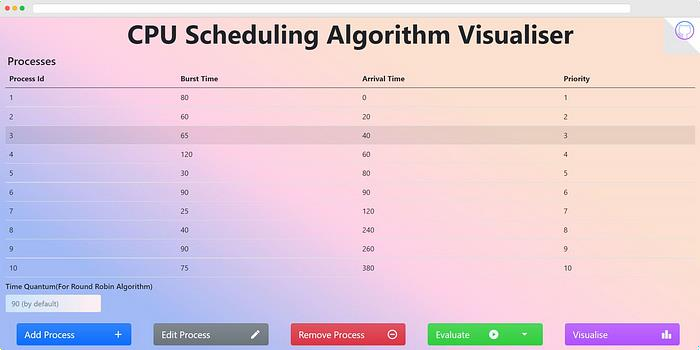 CPU Scheduling Algorithm Visualiser
Processes
Process Id Burst Time Arrival Time Priority
1 80 0 1
2 60 20 2
3 65 40 3
4 120 60 4
5 30 80 5
6 90 90 6
7 25 120 7
8 40 240 8
9 90 260 9
10 75 380 10
Time Quantum(For Round Robin Algorithm)
90 (by default)
Add Process Edit Process Remove Process Evaluate Visualise